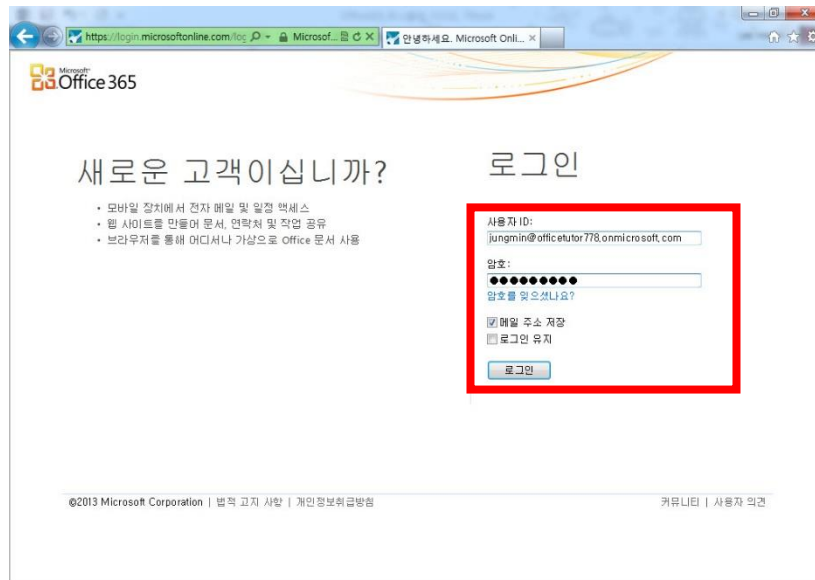 https://login.microsoftonline.com/log
Microsof...
안녕하세요. Microsoft Onli...
Microsoft
Office 365
새로운 고객이십니까?
• 모바일 장치에서 전자 메일 및 일정 액세스
• 웹 사이트를 만들어 문서, 연락처 및 작업 공유
• 브라우저를 통해 어디서나 가상으로 Office 문서 사용
로그인
사용자 ID:
jungmin@officetutor778.onmicrosoft.com
암호:
●●●●●●●●●
암호를 잊으셨나요?
메일 주소 저장
로그인 유지
로그인
©2013 Microsoft Corporation | 법적 고지 사항 | 개인정보취급방침
커뮤니티 | 사용자 의견